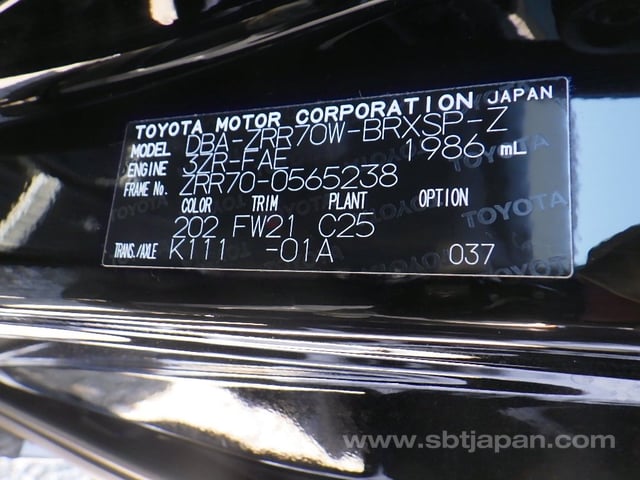 TOYOTA MOTOR CORPORATION JAPAN
MODEL DBA-ZRR70W-BRXSP-Z
ENGINE 3ZR-FAE 1986 mL
FRAME No. ZRR70-0565238
COLOR TRIM PLANT OPTION
202 FW21 C25
TRANS./AXLE K111 -01A 037
www.sbtjapan.com